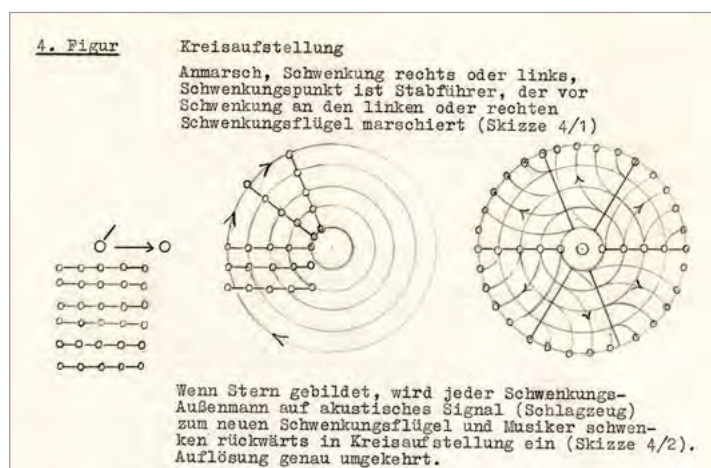 4. Figur Kreisaufstellung
Anmarsch, Schwenkung rechts oder links,
Schwenkungspunkt ist Stabführer, der vor
Schwenkung an den linken oder rechten
Schwenkungsflügel marschiert (Skizze 4/1)
Wenn Stern gebildet, wird jeder Schwenkungs-
Außenmann auf akustisches Signal (Schlagzeug)
zum neuen Schwenkungsflügel und Musiker schwen-
ken rückwärts in Kreisaufstellung ein (Skizze 4/2).
Auflösung genau umgekehrt.